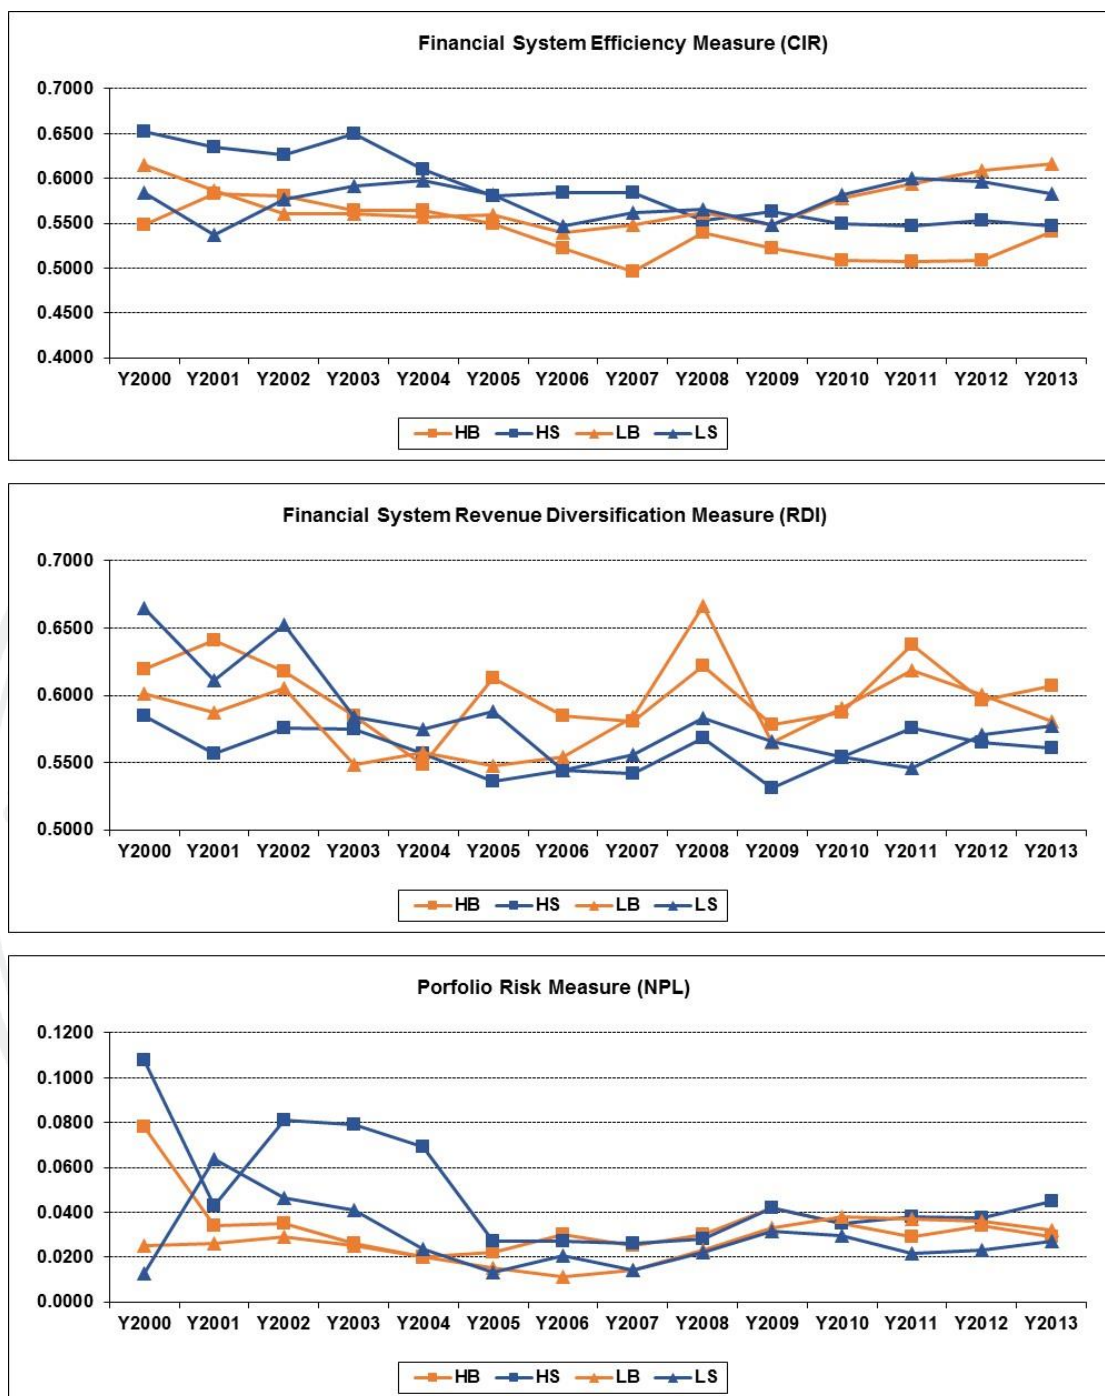 Financial System Efficiency Measure (CIR)
0.7000
0.6500
0.6000
0.5500
0.5000
0.4500
0.4000
Y2000 Y2001 Y2002 Y2003 Y2004 Y2005 Y2006 Y2007 Y2008 Y2009 Y2010 Y2011 Y2012 Y2013
HB HS LB LS
Financial System Revenue Diversification Measure (RDI)
0.7000
0.6500
0.6000
0.5500
0.5000
Y2000 Y2001 Y2002 Y2003 Y2004 Y2005 Y2006 Y2007 Y2008 Y2009 Y2010 Y2011 Y2012 Y2013
HB HS LB LS
Porfolio Risk Measure (NPL)
0.1200
0.1000
0.0800
0.0600
0.0400
0.0200
0.0000
Y2000 Y2001 Y2002 Y2003 Y2004 Y2005 Y2006 Y2007 Y2008 Y2009 Y2010 Y2011 Y2012 Y2013
HB HS LB LS